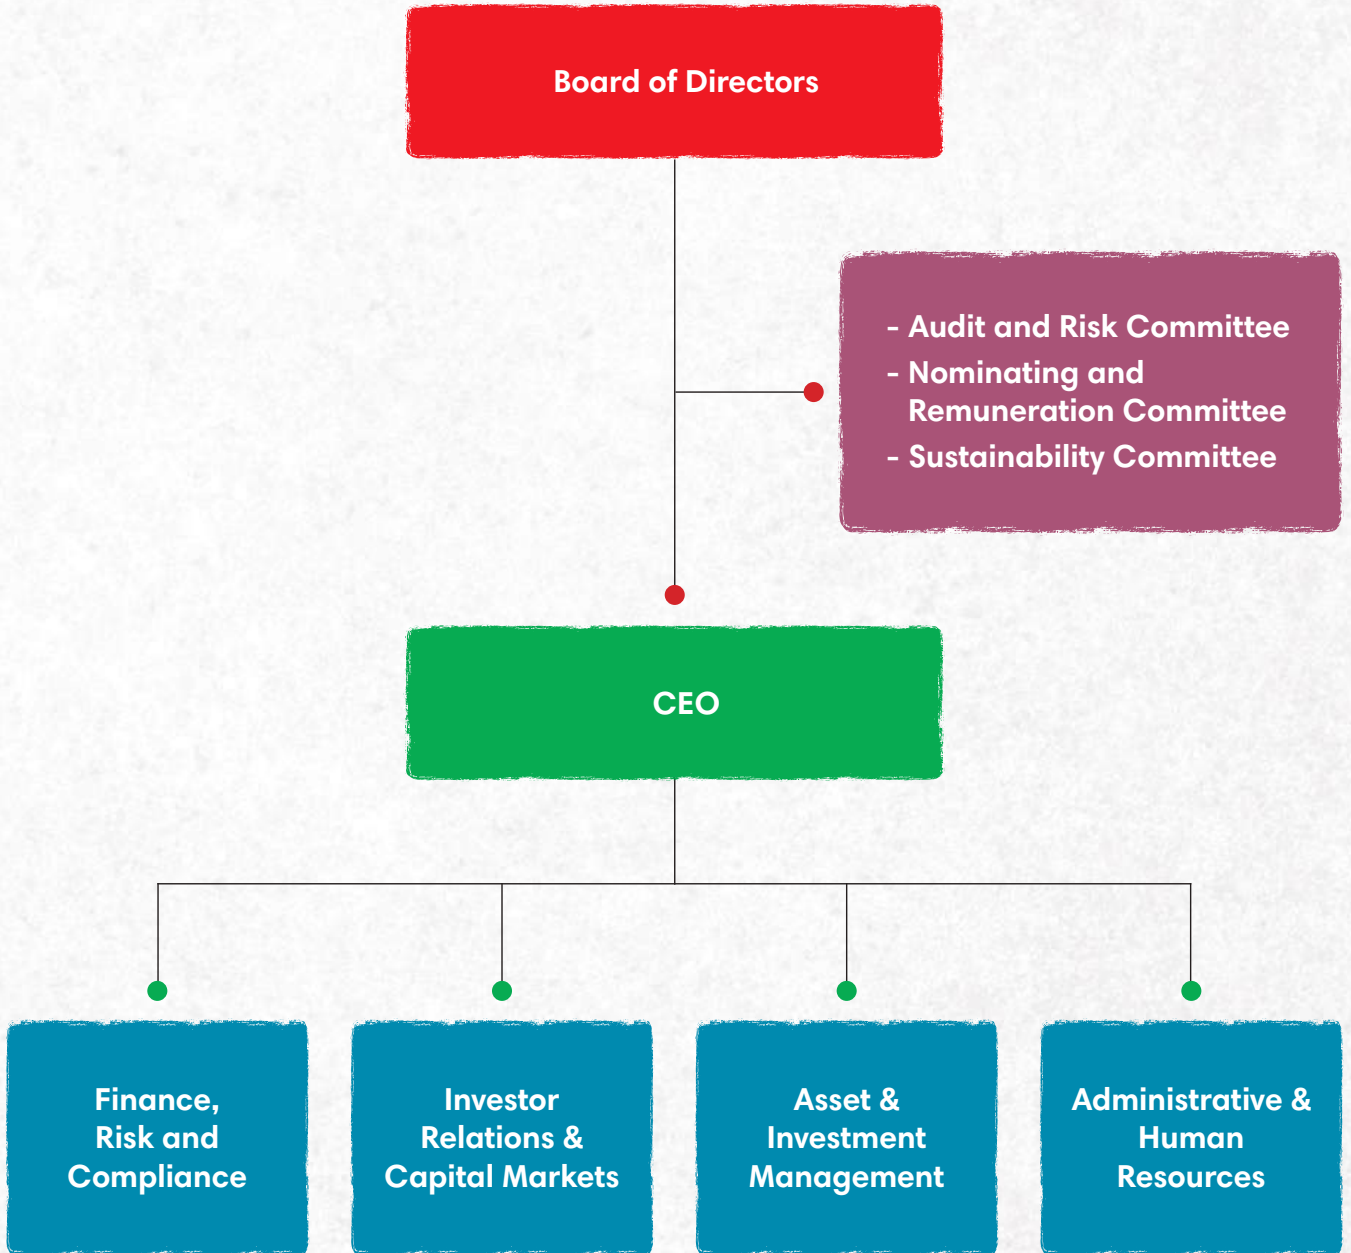 Board of Directors
- Audit and Risk Committee
- Nominating and
Remuneration Committee
- Sustainability Committee
CEO
Finance,
Risk and
Compliance
Investor
Relations &
Capital Markets
Asset &
Investment
Management
Administrative &
Human
Resources